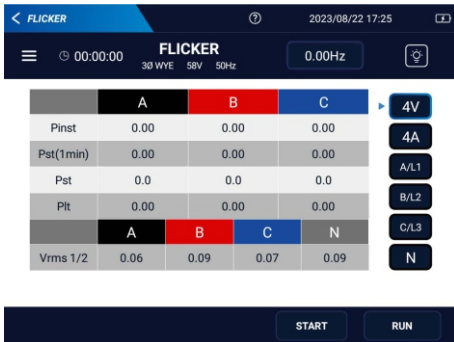 FLICKER 2023/08/22 17:25
00:00:00 FLICKER 0.00Hz
3Ø WYE 58V 50Hz
A B C
Pinst 0.00 0.00 0.00
Pst(1min) 0.00 0.00 0.00
Pst 0.0 0.0 0.0
Plt 0.00 0.00 0.00
A B C N
Vrms 1/2 0.06 0.09 0.07 0.09
4V
4A
A/L1
B/L2
C/L3
N
START RUN